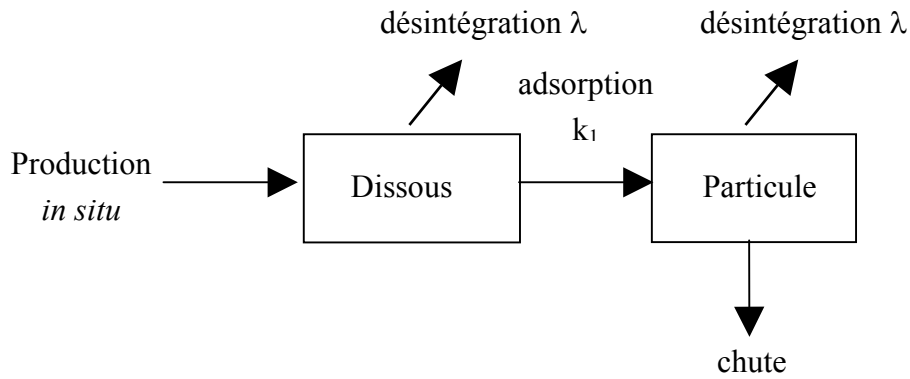 désintégration λ
désintégration λ
adsorption
k₁
Production
in situ
Dissous
Particule
chute